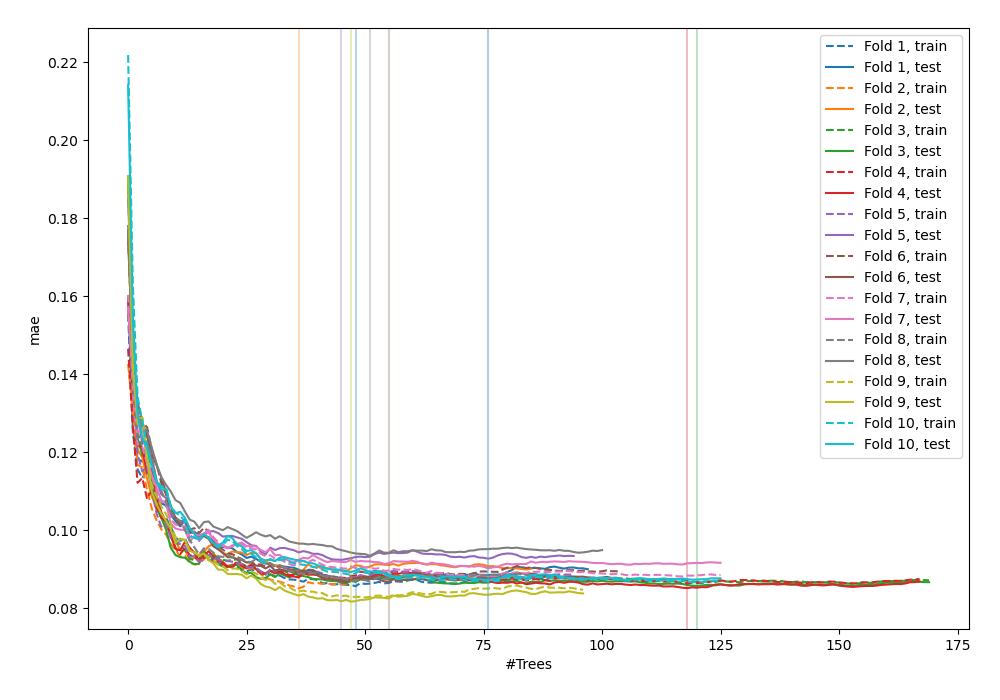 0.22
0.20
0.18
0.16
0.14
0.12
0.10
0.08
mae
0
25
50
75
100
125
150
175
#Trees
Fold 1, train
Fold 1, test
Fold 2, train
Fold 2, test
Fold 3, train
Fold 3, test
Fold 4, train
Fold 4, test
Fold 5, train
Fold 5, test
Fold 6, train
Fold 6, test
Fold 7, train
Fold 7, test
Fold 8, train
Fold 8, test
Fold 9, train
Fold 9, test
Fold 10, train
Fold 10, test